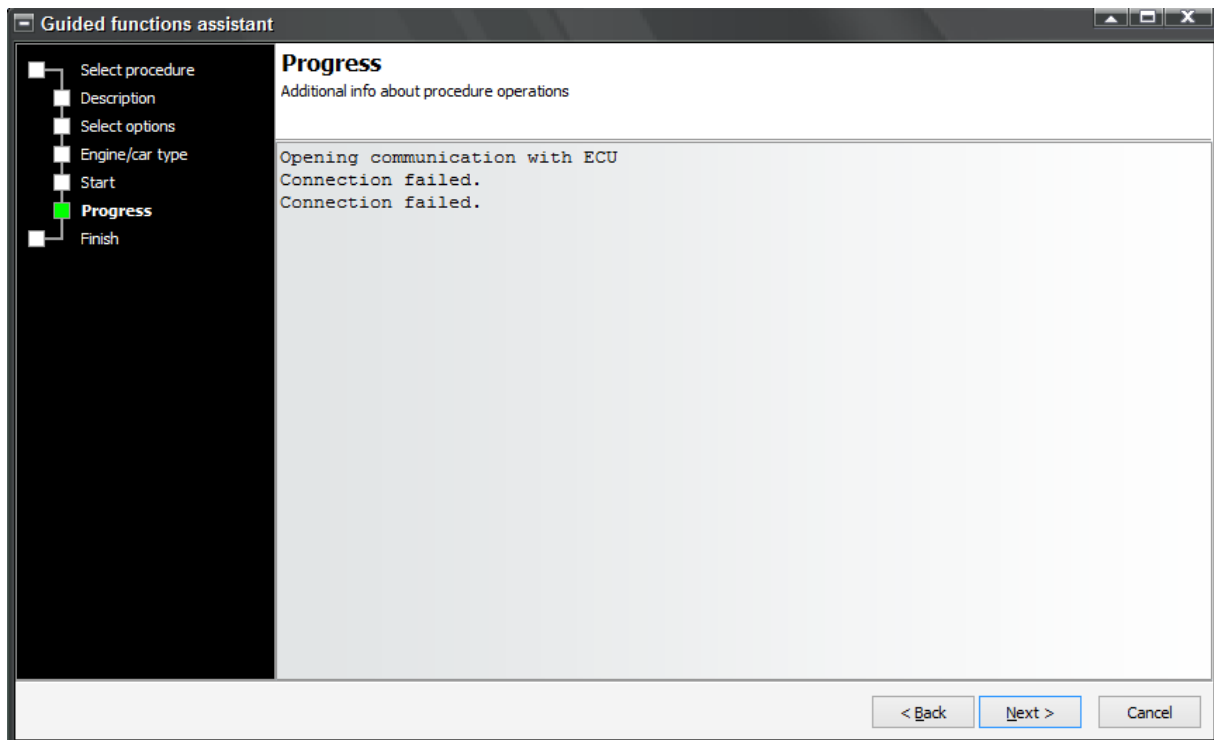 Guided functions assistant
Select procedure
Description
Select options
Engine/car type
Start
Progress
Finish
Progress
Additional info about procedure operations
Opening communication with ECU
Connection failed.
Connection failed.
< Back
Next >
Cancel